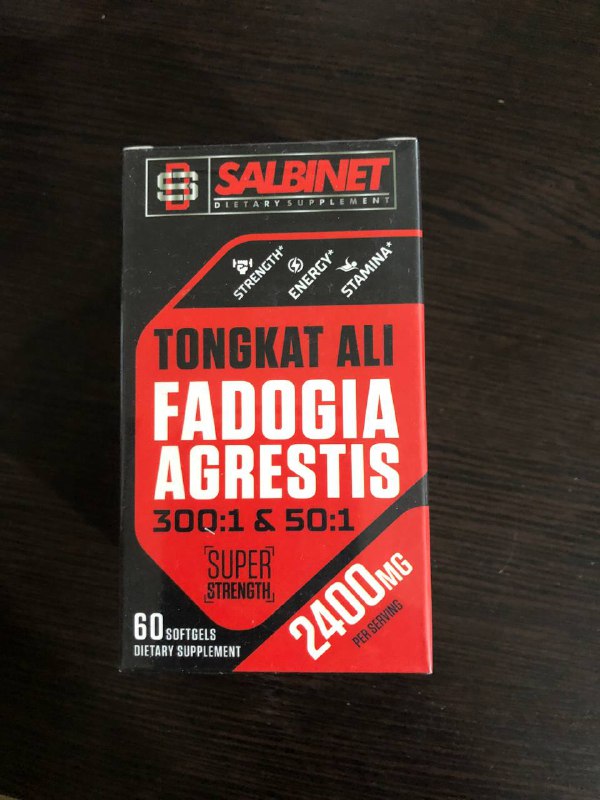 SB
SALBINET
DIETARY SUPPLEMENT
STRENGTH*
ENERGY*
STAMINA*
TONGKAT ALI
FADOGIA
AGRESTIS
300:1 & 50:1
SUPER
STRENGTH
2400MG
PER SERVING
60 SOFTGELS
DIETARY SUPPLEMENT